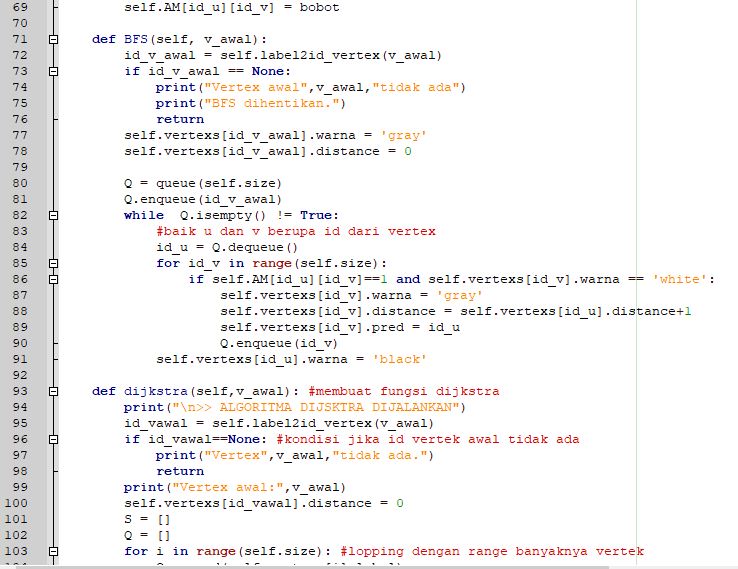 69 self.AM[id_u][id_v] = bobot
70
71 def BFS(self, v_awal):
72 id_v_awal = self.label2id_vertex(v_awal)
73 if id_v_awal == None:
74 print("Vertex awal",v_awal,"tidak ada")
75 print("BFS dihentikan.")
76 return
77 self.vertexs[id_v_awal].warna = 'gray'
78 self.vertexs[id_v_awal].distance = 0
79
80 Q = queue(self.size)
81 Q.enqueue(id_v_awal)
82 while  Q.isempty() != True:
83 #baik u dan v berupa id dari vertex
84 id_u = Q.dequeue()
85 for id_v in range(self.size):
86 if self.AM[id_u][id_v]==1 and self.vertexs[id_v].warna == 'white':
87 self.vertexs[id_v].warna = 'gray'
88 self.vertexs[id_v].distance = self.vertexs[id_u].distance+1
89 self.vertexs[id_v].pred = id_u
90 Q.enqueue(id_v)
91 self.vertexs[id_u].warna = 'black'
92
93 def dijkstra(self,v_awal): #membuat fungsi dijkstra
94 print("\n>> ALGORITMA DIJSKTRA DIJALANKAN")
95 id_vawal = self.label2id_vertex(v_awal)
96 if id_vawal==None: #kondisi jika id vertek awal tidak ada
97 print("Vertex",v_awal,"tidak ada.")
98 return
99 print("Vertex awal:",v_awal)
100 self.vertexs[id_vawal].distance = 0
101 S = []
102 Q = []
103 for i in range(self.size): #lopping dengan range banyaknya vertek